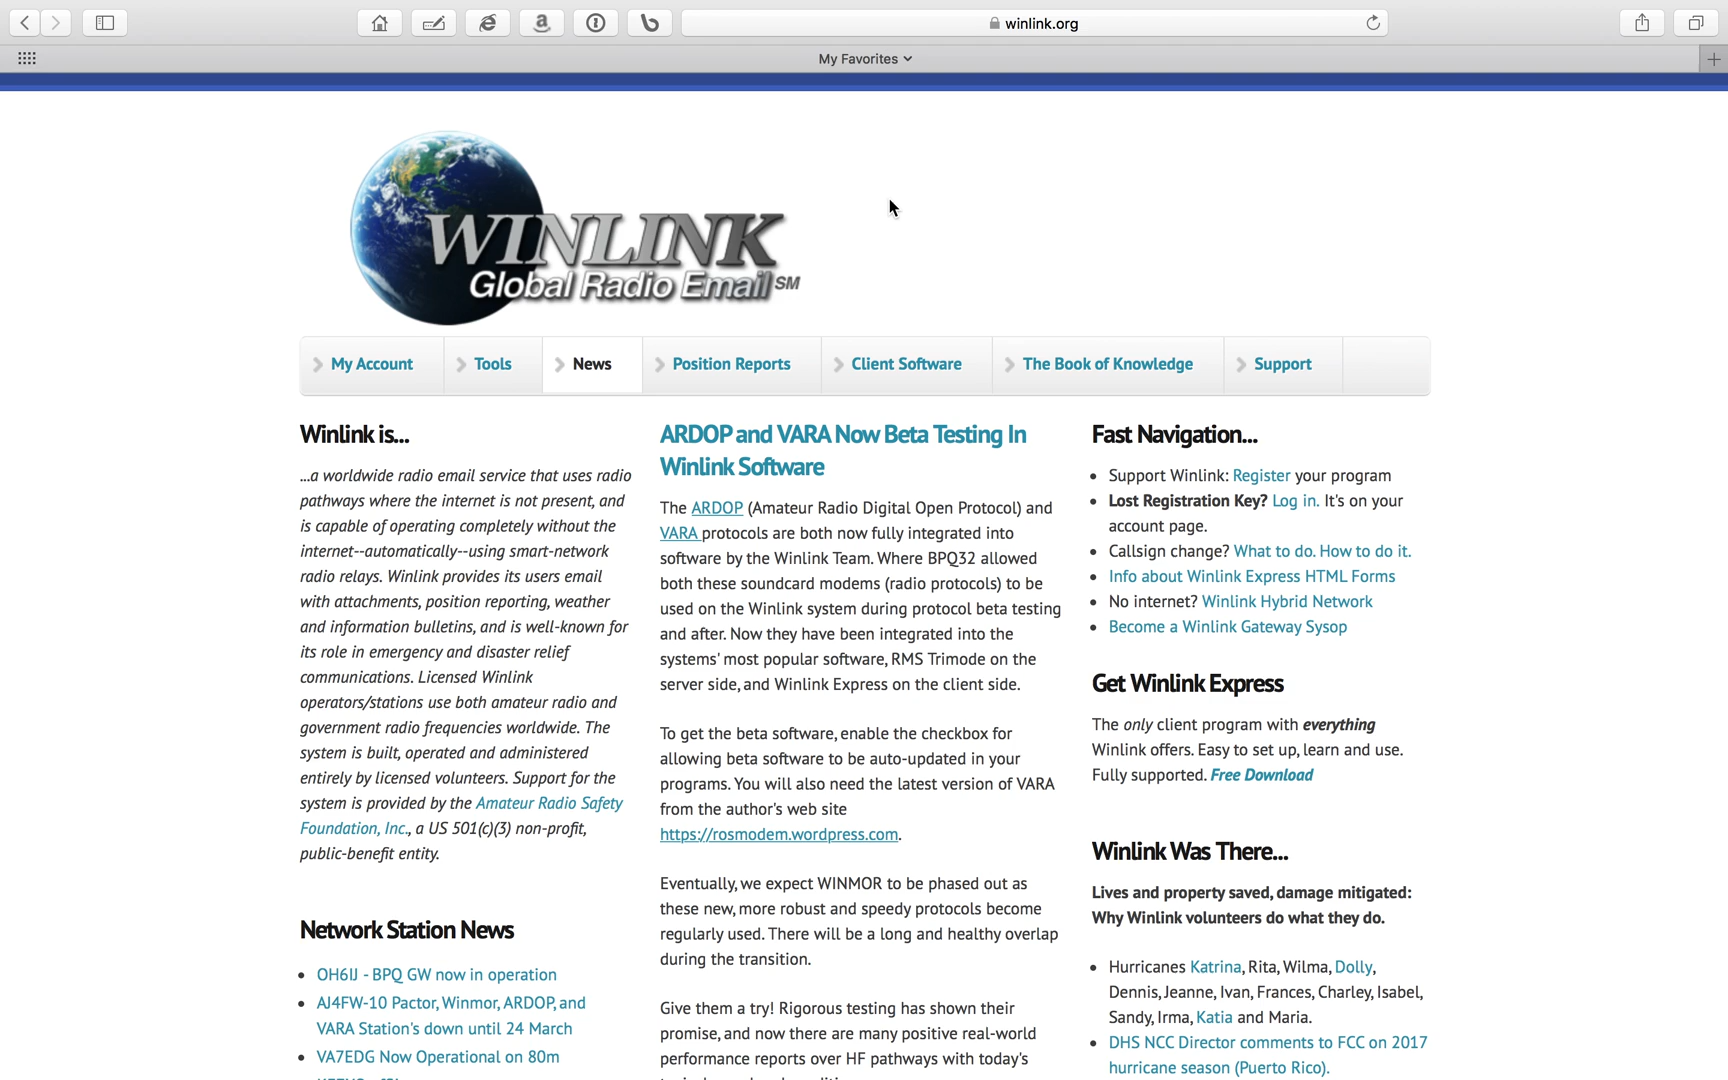 winlink.org
My Favorites
WINLINK
Global Radio Email SM
My Account
Tools
News
Position Reports
Client Software
The Book of Knowledge
Support
Winlink is...
...a worldwide radio email service that uses radio
pathways where the internet is not present, and
is capable of operating completely without the
internet--automatically--using smart-network
radio relays. Winlink provides its users email
with attachments, position reporting, weather
and information bulletins, and is well-known for
its role in emergency and disaster relief
communications. Licensed Winlink
operators/stations use both amateur radio and
government radio frequencies worldwide. The
system is built, operated and administered
entirely by licensed volunteers. Support for the
system is provided by the Amateur Radio Safety
Foundation, Inc., a US 501(c)(3) non-profit,
public-benefit entity.
Network Station News
OH6IJ - BPQ GW now in operation
AJ4FW-10 Pactor, Winmor, ARDOP, and
VARA Station's down until 24 March
VA7EDG Now Operational on 80m
ARDOP and VARA Now Beta Testing In
Winlink Software
The ARDOP (Amateur Radio Digital Open Protocol) and
VARA protocols are both now fully integrated into
software by the Winlink Team. Where BPQ32 allowed
both these soundcard modems (radio protocols) to be
used on the Winlink system during protocol beta testing
and after. Now they have been integrated into the
systems' most popular software, RMS Trimode on the
server side, and Winlink Express on the client side.
To get the beta software, enable the checkbox for
allowing beta software to be auto-updated in your
programs. You will also need the latest version of VARA
from the author's web site
https://rosmodem.wordpress.com.
Eventually, we expect WINMOR to be phased out as
these new, more robust and speedy protocols become
regularly used. There will be a long and healthy overlap
during the transition.
Give them a try! Rigorous testing has shown their
promise, and now there are many positive real-world
performance reports over HF pathways with today's
Fast Navigation...
Support Winlink: Register your program
Lost Registration Key? Log in. It's on your
account page.
Callsign change? What to do. How to do it.
Info about Winlink Express HTML Forms
No internet? Winlink Hybrid Network
Become a Winlink Gateway Sysop
Get Winlink Express
The only client program with everything
Winlink offers. Easy to set up, learn and use.
Fully supported. Free Download
Winlink Was There...
Lives and property saved, damage mitigated:
Why Winlink volunteers do what they do.
Hurricanes Katrina, Rita, Wilma, Dolly,
Dennis, Jeanne, Ivan, Frances, Charley, Isabel,
Sandy, Irma, Katia and Maria.
DHS NCC Director comments to FCC on 2017
hurricane season (Puerto Rico).